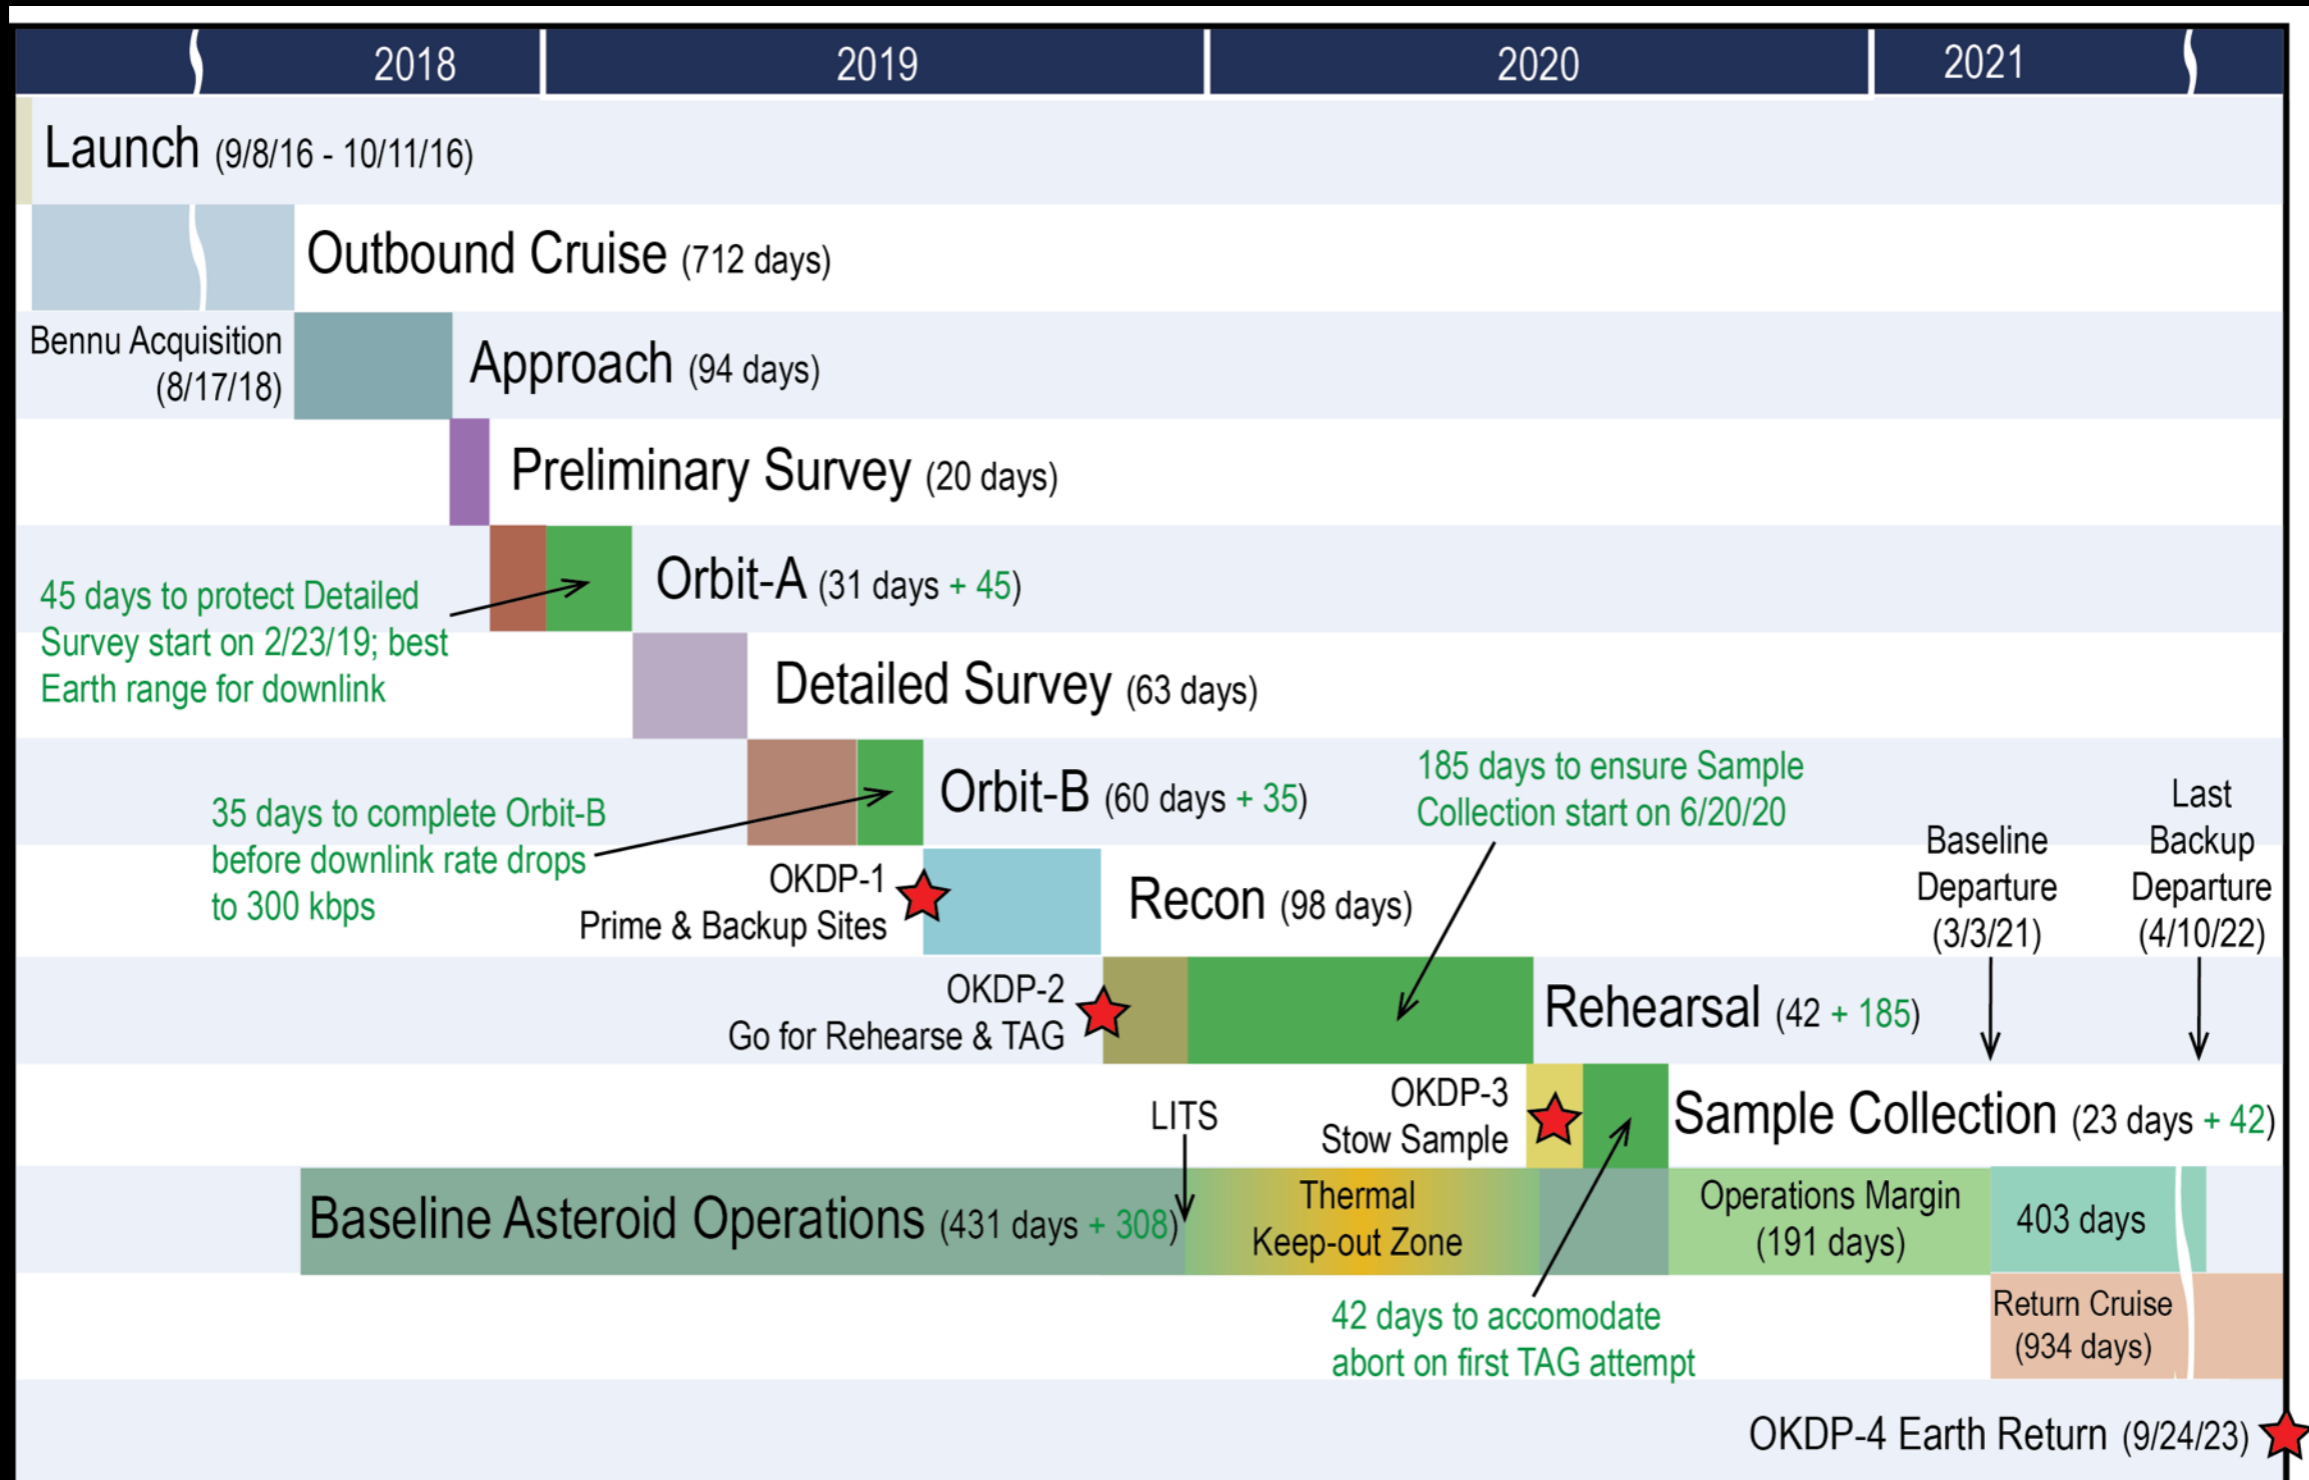 2018
2019
2020
2021
Launch (9/8/16 - 10/11/16)
Outbound Cruise (712 days)
Bennu Acquisition
(8/17/18)
Approach (94 days)
Preliminary Survey (20 days)
45 days to protect Detailed
Survey start on 2/23/19; best
Earth range for downlink
Orbit-A (31 days + 45)
Detailed Survey (63 days)
35 days to complete Orbit-B
before downlink rate drops
to 300 kbps
Orbit-B (60 days + 35)
185 days to ensure Sample
Collection start on 6/20/20
Baseline
Departure
(3/3/21)
Last
Backup
Departure
(4/10/22)
OKDP-1
Prime & Backup Sites
Recon (98 days)
OKDP-2
Go for Rehearse & TAG
Rehearsal (42 + 185)
LITS
OKDP-3
Stow Sample
Sample Collection (23 days + 42)
Baseline Asteroid Operations (431 days + 308)
Thermal
Keep-out Zone
Operations Margin
(191 days)
403 days
42 days to accomodate
abort on first TAG attempt
Return Cruise
(934 days)
OKDP-4 Earth Return (9/24/23)